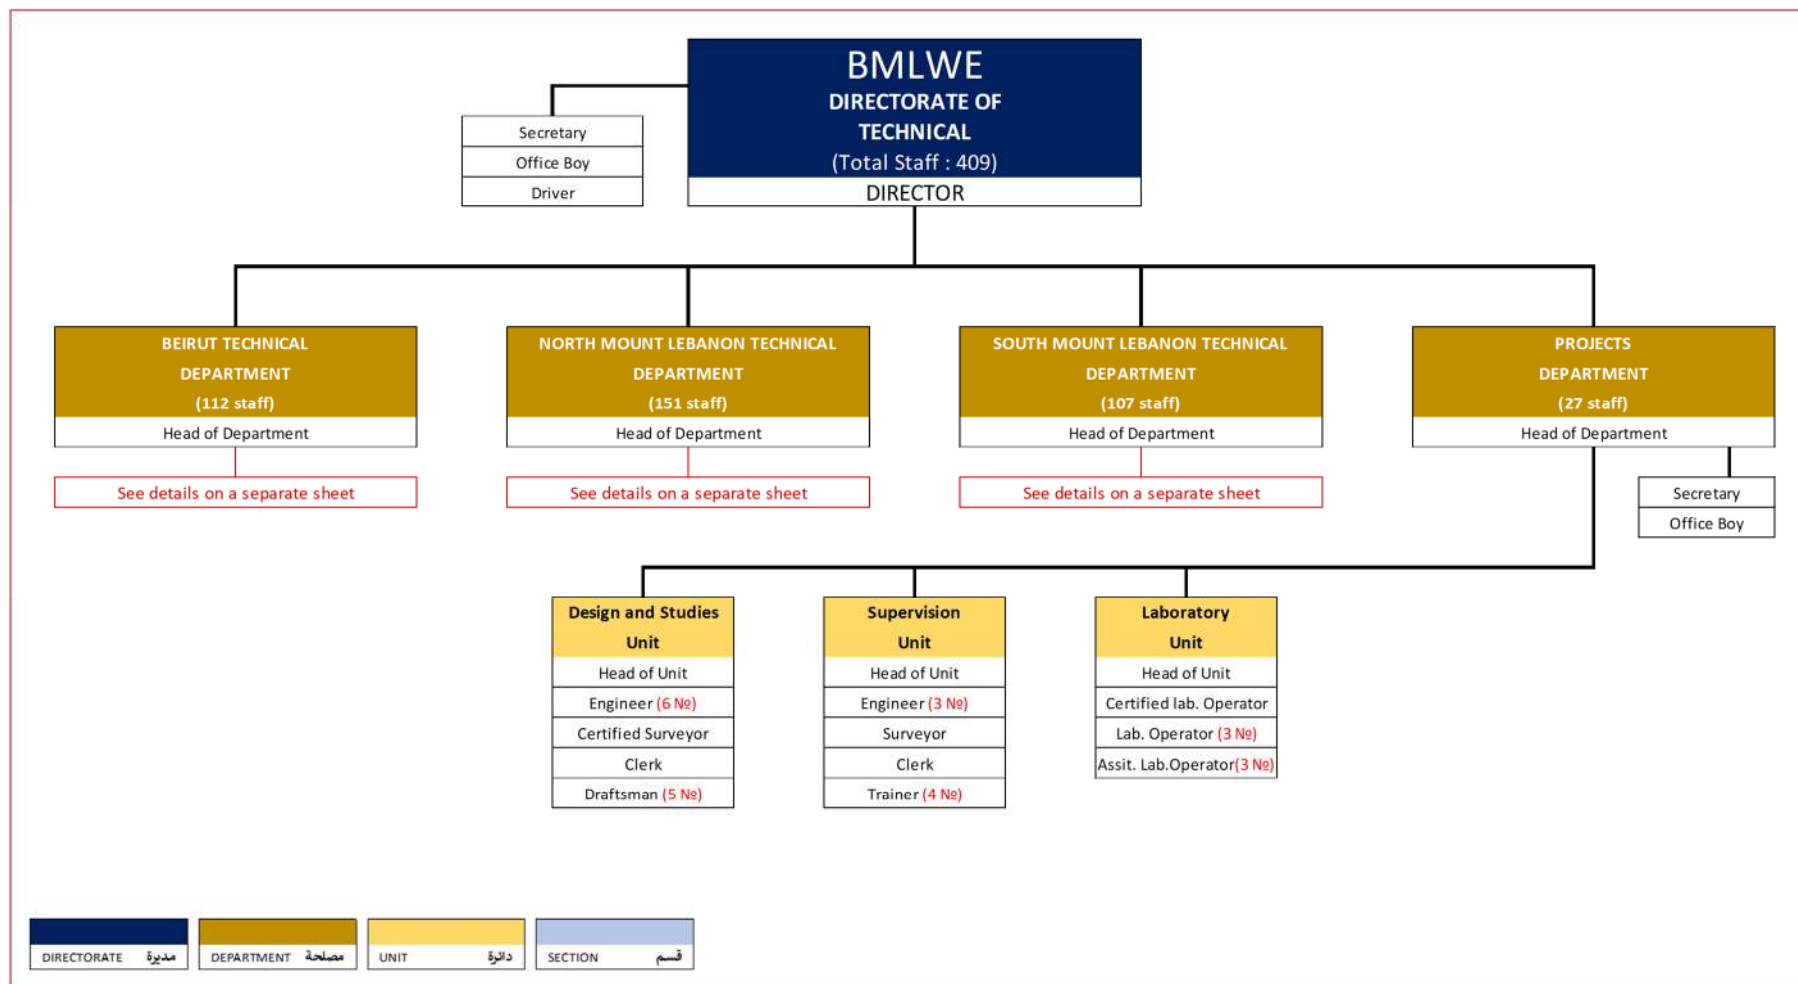 BMLWE
DIRECTORATE OF
TECHNICAL
(Total Staff : 409)
DIRECTOR
Secretary
Office Boy
Driver
BEIRUT TECHNICAL
DEPARTMENT
(112 staff)
Head of Department
See details on a separate sheet
NORTH MOUNT LEBANON TECHNICAL
DEPARTMENT
(151 staff)
Head of Department
See details on a separate sheet
SOUTH MOUNT LEBANON TECHNICAL
DEPARTMENT
(107 staff)
Head of Department
See details on a separate sheet
PROJECTS
DEPARTMENT
(27 staff)
Head of Department
Secretary
Office Boy
Design and Studies
Unit
Head of Unit
Engineer (6 №)
Certified Surveyor
Clerk
Draftsman (5 №)
Supervision
Unit
Head of Unit
Engineer (3 №)
Surveyor
Clerk
Trainer (4 №)
Laboratory
Unit
Head of Unit
Certified lab. Operator
Lab. Operator (3 №)
Assit. Lab.Operator(3 №)
DIRECTORATE مديرة
DEPARTMENT مصلحة
UNIT دائرة
SECTION قسم